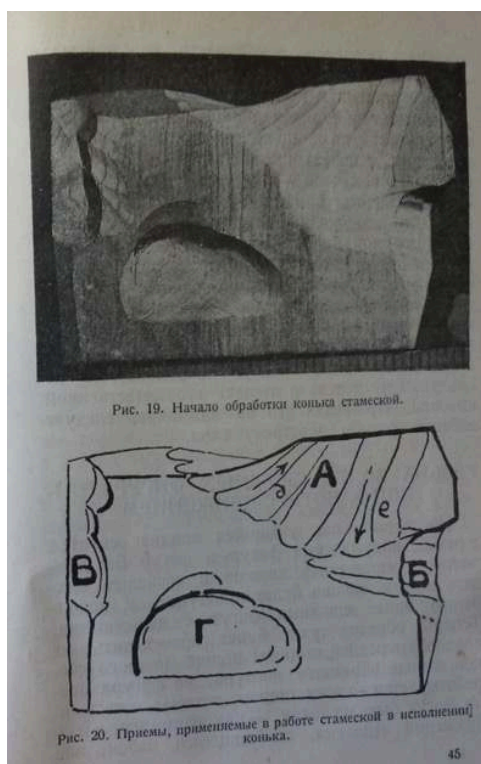 Рис. 19. Начало обработки конька стамеской.
А
д
е
В
Б
Г
Рис. 20. Приемы, применяемые в работе стамеской в исполнении
конька.
45